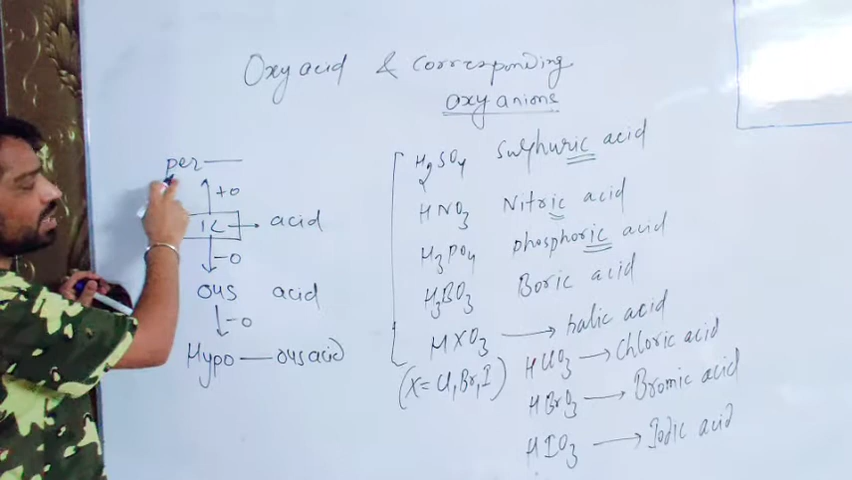 Oxy acid & corresponding
oxy anions
per—
+O
ic → acid
-O
ous acid
-O
Hypo — ous acid
H₂SO₄ Sulphuric acid
HNO₃ Nitric acid
H₃PO₄ phosphoric acid
H₃BO₃ Boric acid
HXO₃ → halic acid
(X = Cl, Br, I)
HClO₃ → Chloric acid
HBrO₃ → Bromic acid
HIO₃ → Iodic acid